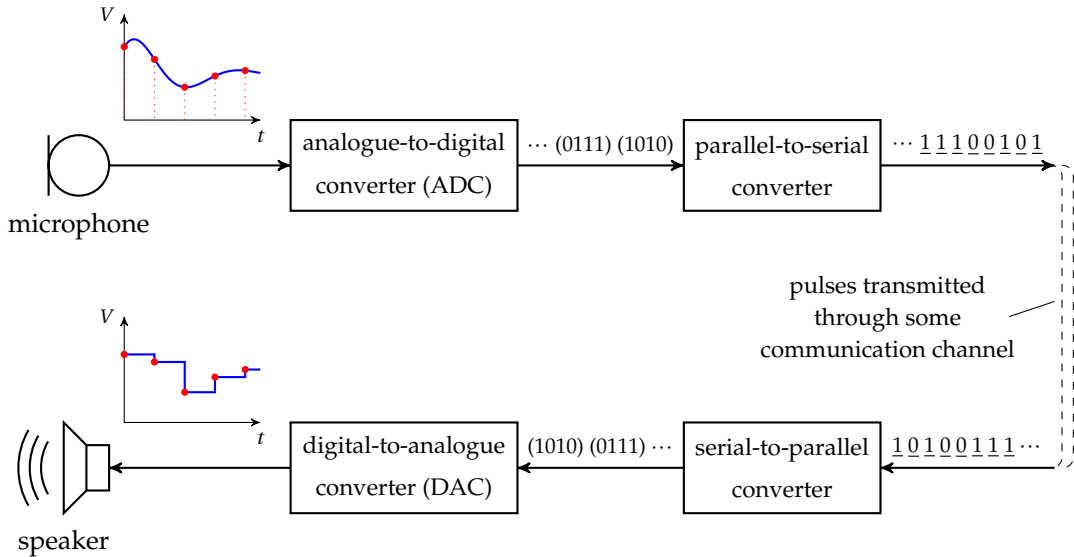 V
t
microphone
analogue-to-digital
converter (ADC)
⋯ (0111) (1010)
parallel-to-serial
converter
⋯ 1 1 1 0 0 1 0 1
pulses transmitted
through some
communication channel
V
t
speaker
digital-to-analogue
converter (DAC)
(1010) (0111) ⋯
serial-to-parallel
converter
1 0 1 0 0 1 1 1 ⋯